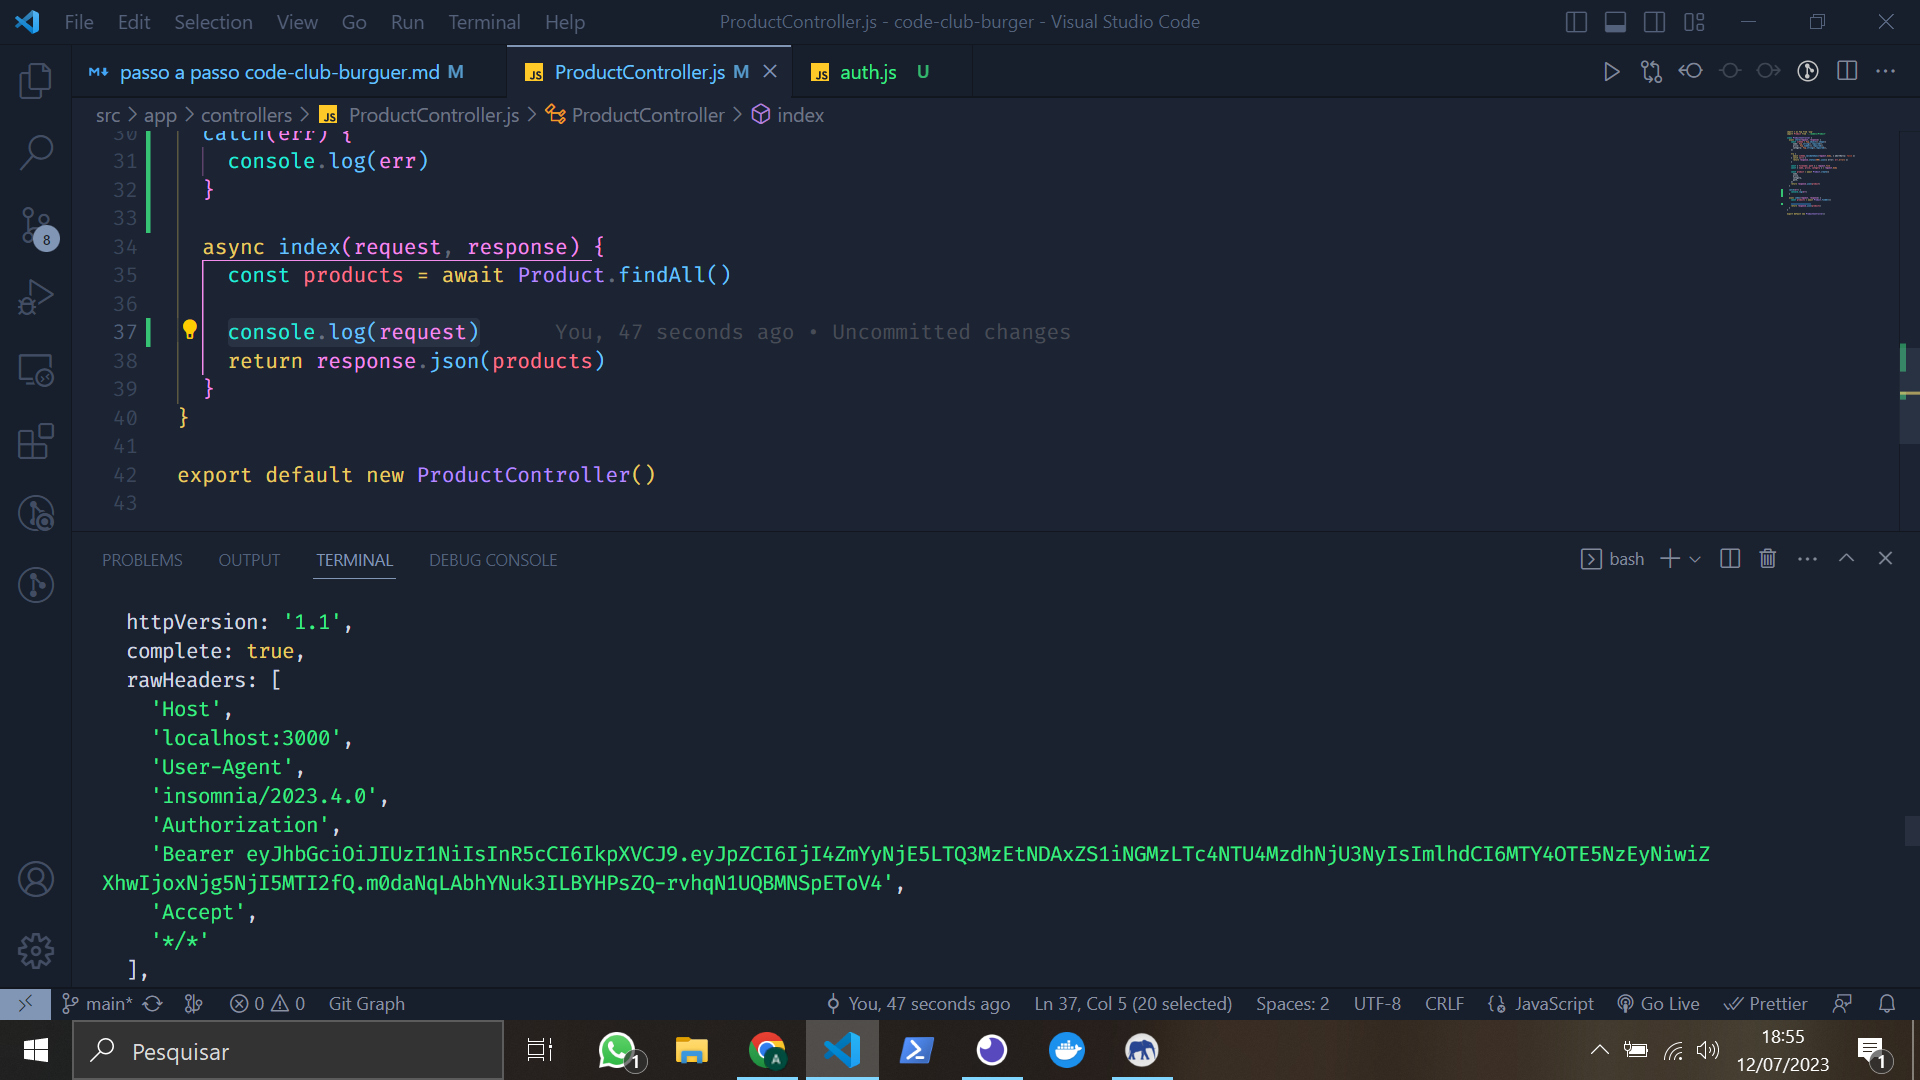 File Edit Selection View Go Run Terminal Help
ProductController.js - code-club-burger - Visual Studio Code
passo a passo code-club-burguer.md M
JS ProductController.js M
JS auth.js U
src > app > controllers > JS ProductController.js > ProductController > index
30 catch(err) {
31 console.log(err)
32 }
33
34 async index(request, response) {
35 const products = await Product.findAll()
36
37 console.log(request) You, 47 seconds ago • Uncommitted changes
38 return response.json(products)
39 }
40 }
41
42 export default new ProductController()
43
8
PROBLEMS OUTPUT TERMINAL DEBUG CONSOLE
bash
httpVersion: '1.1',
complete: true,
rawHeaders: [
'Host',
'localhost:3000',
'User-Agent',
'insomnia/2023.4.0',
'Authorization',
'Bearer eyJhbGciOiJIUzI1NiIsInR5cCI6IkpXVCJ9.eyJpZCI6IjI4ZmYyNjE5LTQ3MzEtNDAxZS1iNGMzLTc4NTU4MzdhNjU3NyIsImlhdCI6MTY4OTE5NzEyNiwiZ
XhwIjoxNjg5NjI5MTI2fQ.m0daNqLAbhYNuk3ILBYHPsZQ-rvhqN1UQBMNSpEToV4',
'Accept',
'*/*'
],
main* 0 0 Git Graph
You, 47 seconds ago Ln 37, Col 5 (20 selected) Spaces: 2 UTF-8 CRLF JavaScript Go Live Prettier
Pesquisar
1
A
18:55
12/07/2023
1